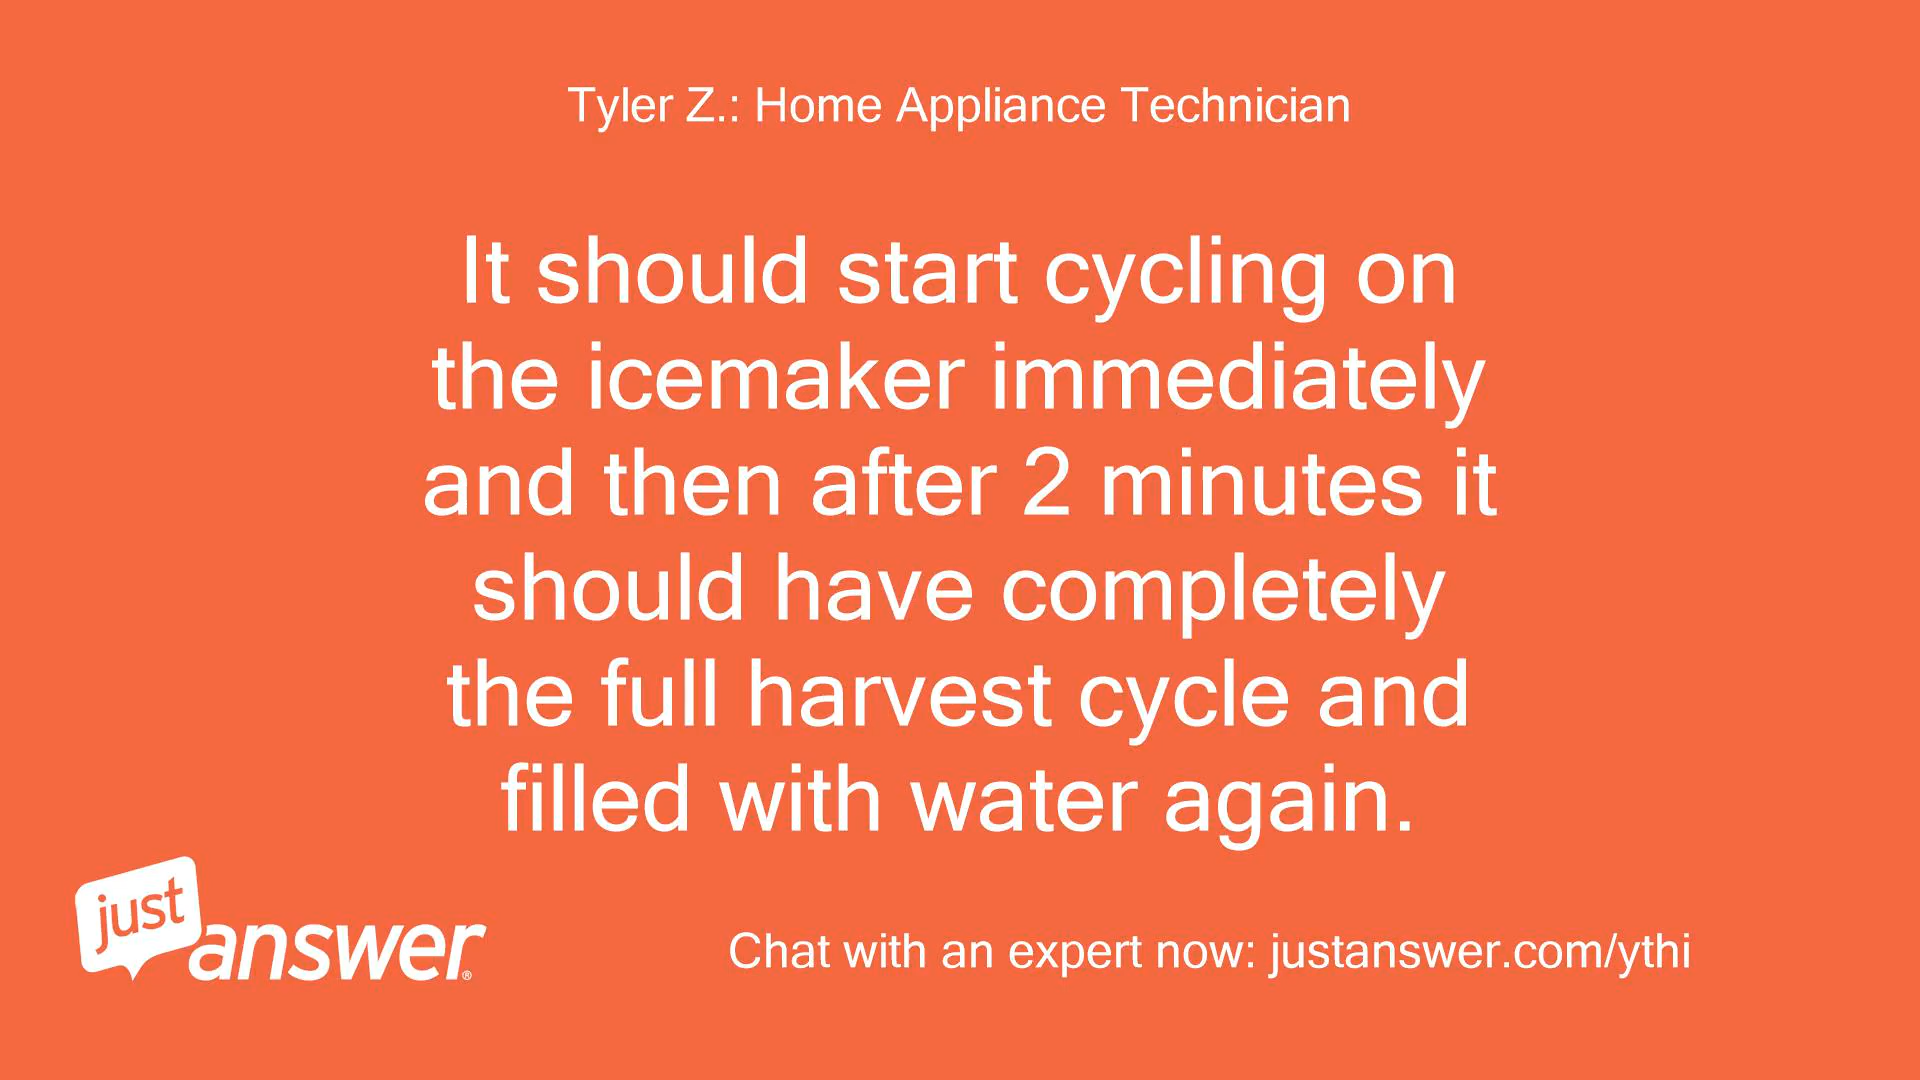 Tyler Z.: Home Appliance Technician
It should start cycling on
the icemaker immediately
and then after 2 minutes it
should have completely
the full harvest cycle and
filled with water again.
just
answer®
Chat with an expert now: justanswer.com/ythi